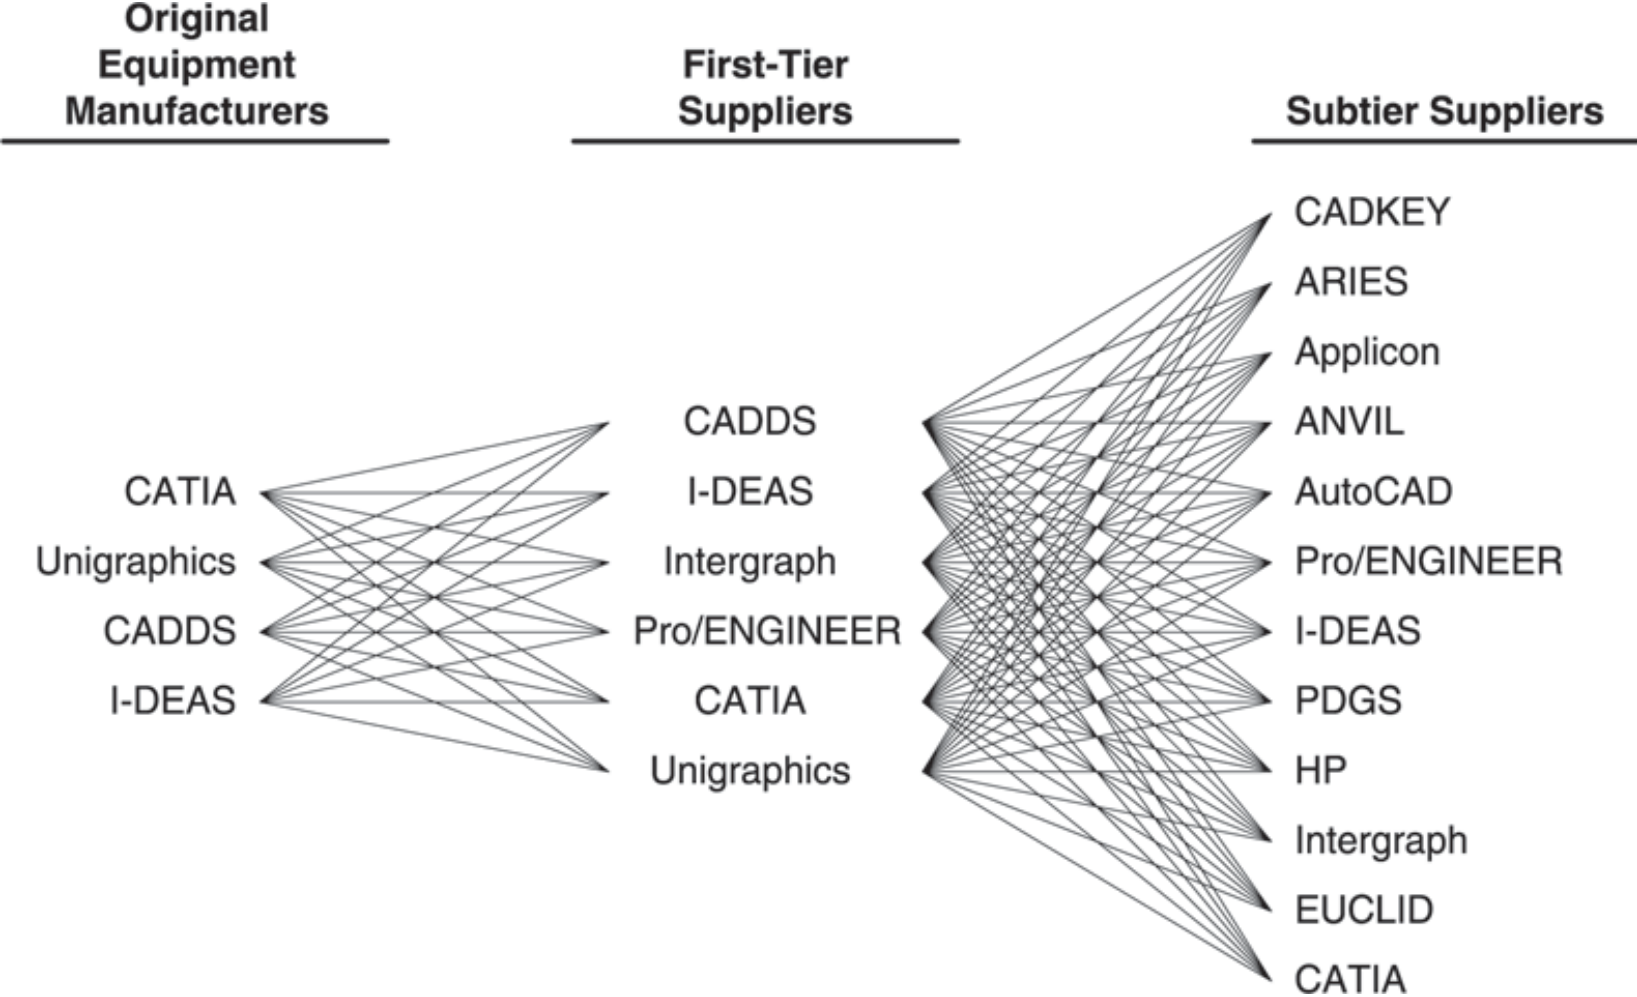 Original
Equipment
Manufacturers
First-Tier
Suppliers
Subtier Suppliers
CATIA
Unigraphics
CADDS
I-DEAS
CADDS
I-DEAS
Intergraph
Pro/ENGINEER
CATIA
Unigraphics
CADKEY
ARIES
Applicon
ANVIL
AutoCAD
Pro/ENGINEER
I-DEAS
PDGS
HP
Intergraph
EUCLID
CATIA